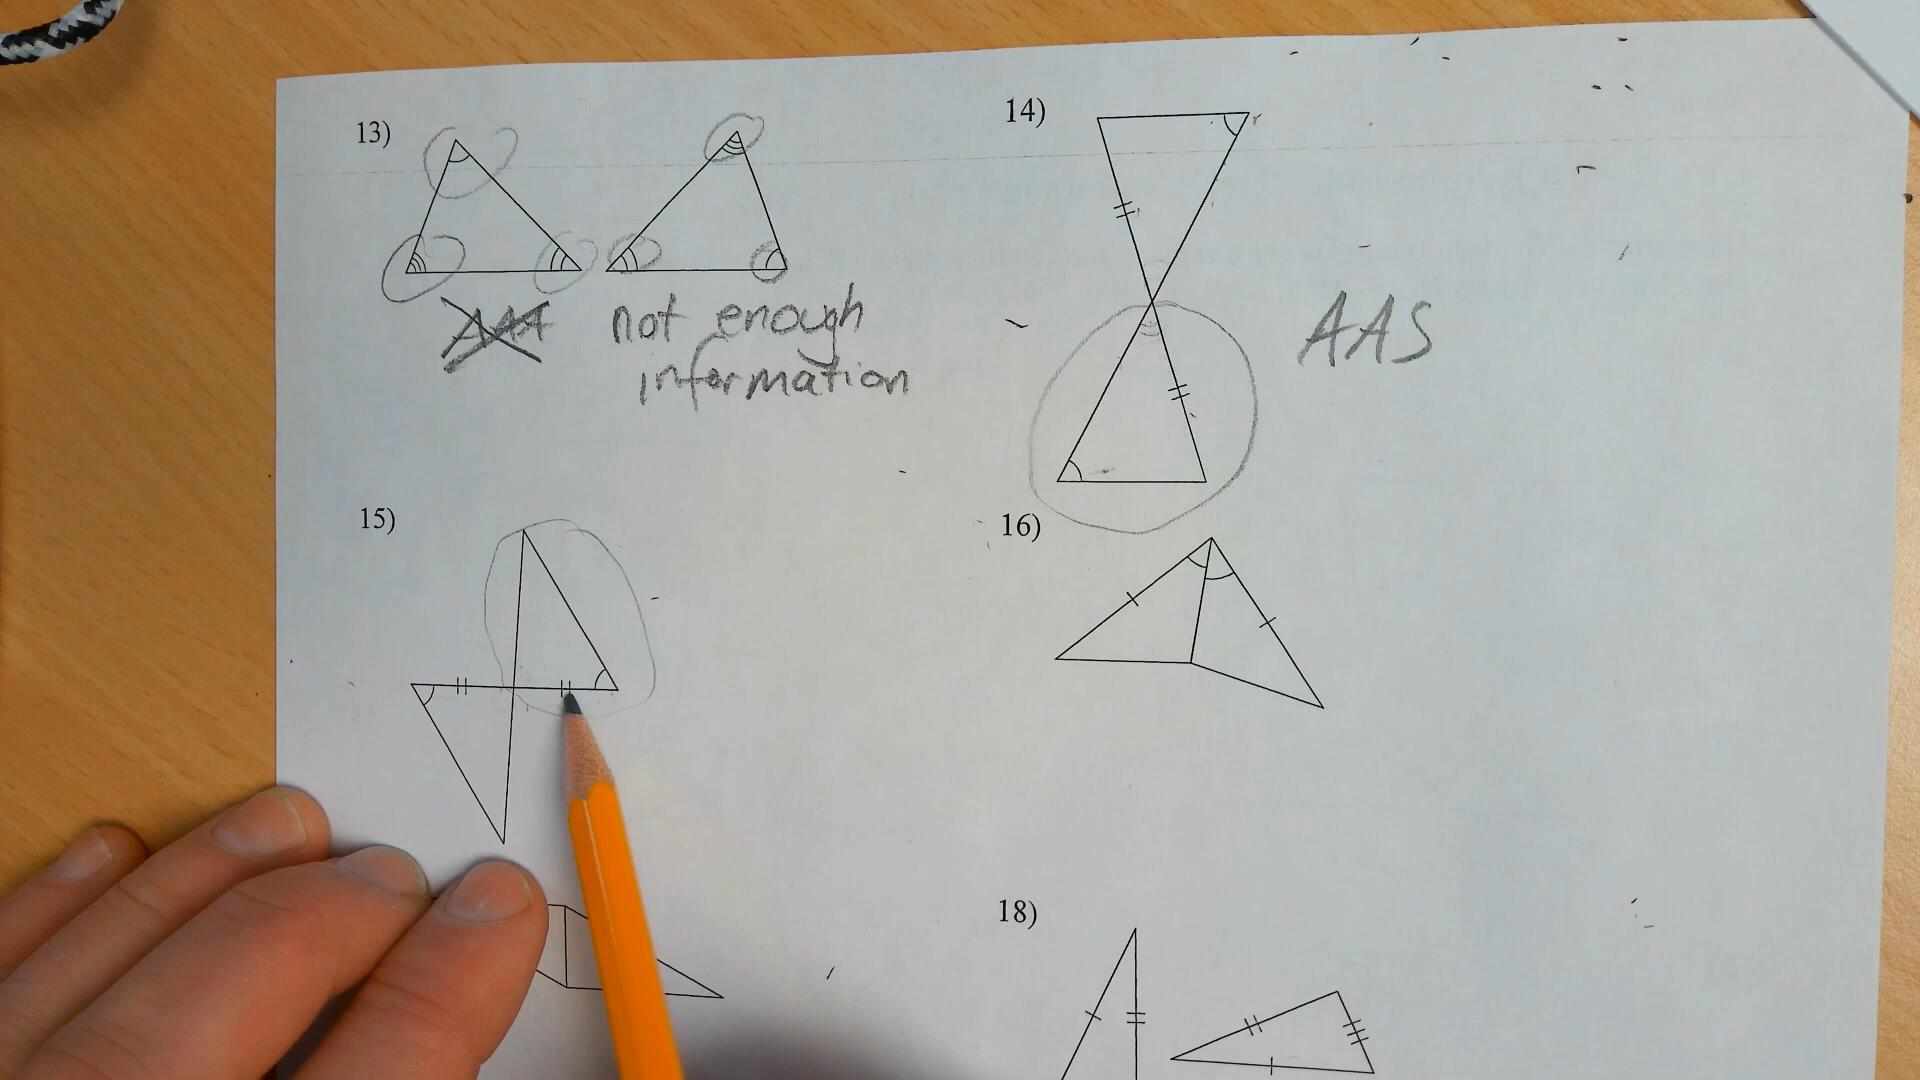 13)
14)
AAA
not enough
information
AAS
15)
16)
18)